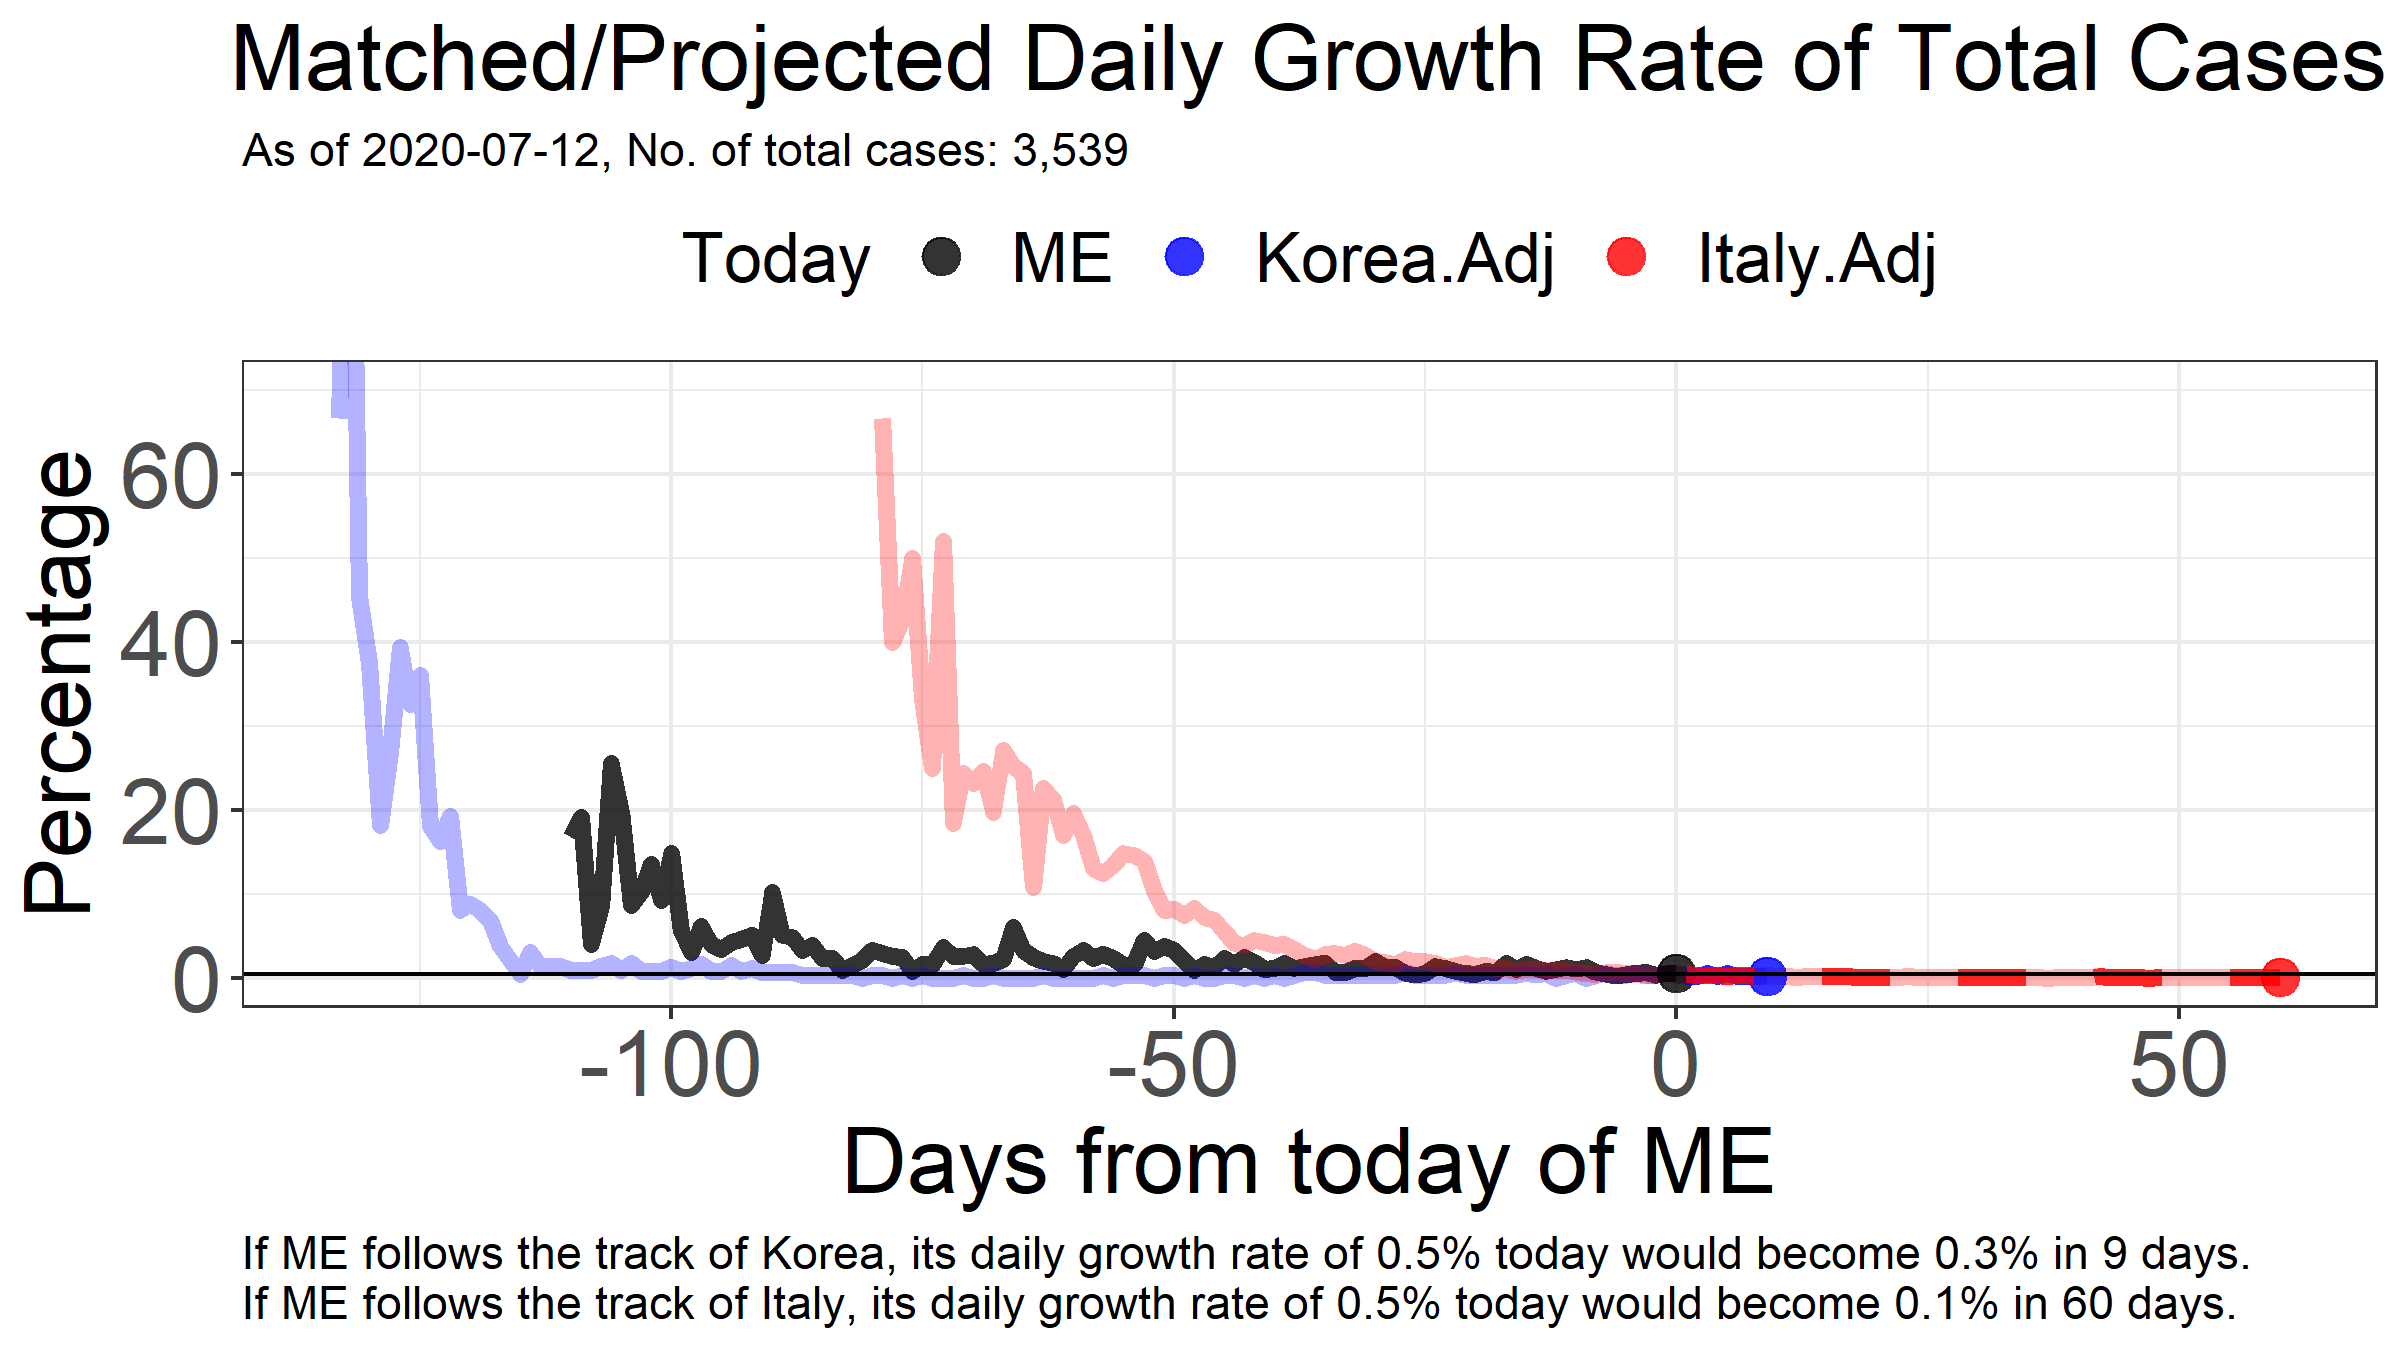 Matched/Projected Daily Growth Rate of Total Cases
As of 2020-07-12, No. of total cases: 3,539
Today ME Korea.Adj Italy.Adj
Percentage
60
40
20
0
-100 -50 0 50
Days from today of ME
If ME follows the track of Korea, its daily growth rate of 0.5% today would become 0.3% in 9 days.
If ME follows the track of Italy, its daily growth rate of 0.5% today would become 0.1% in 60 days.